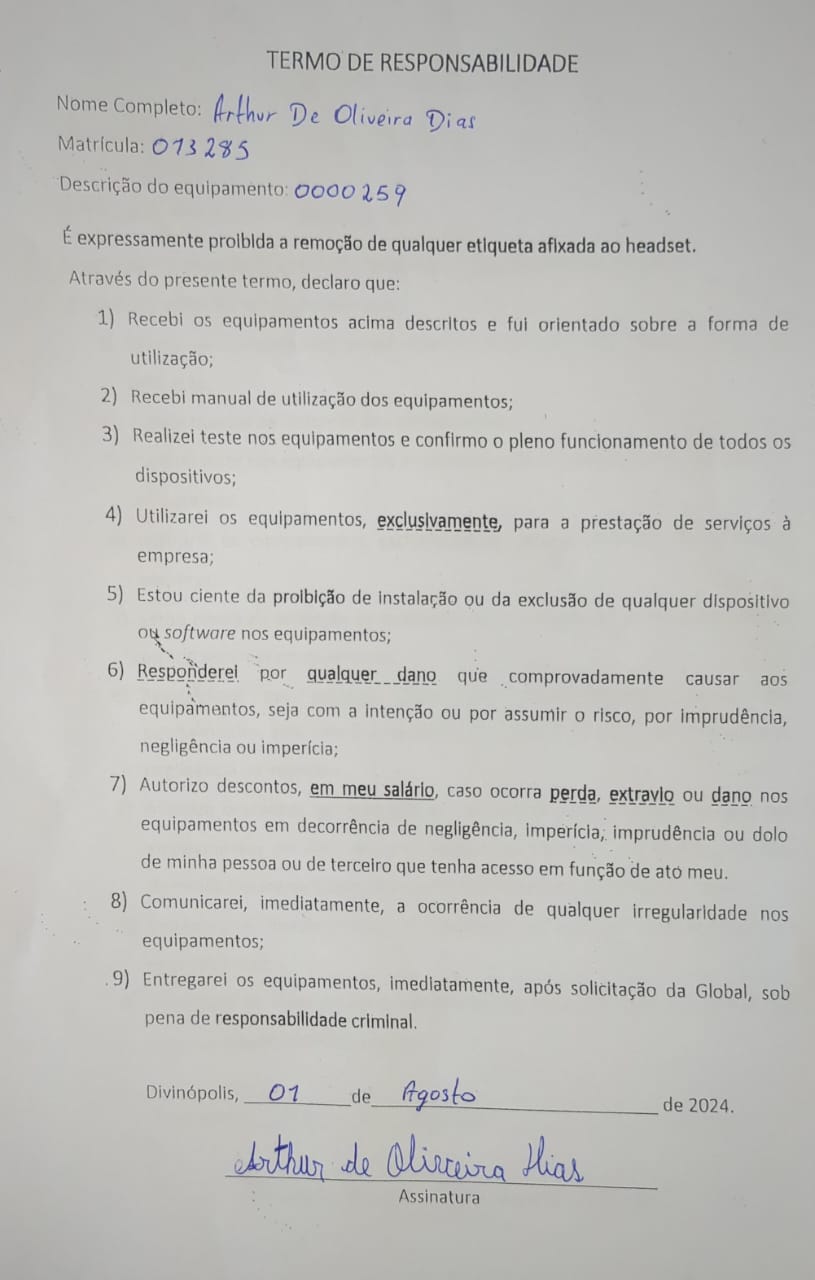 TERMO DE RESPONSABILIDADE
Nome Completo: Arthur De Oliveira Dias
Matrícula: 013285
Descrição do equipamento: 0000259
É expressamente proibida a remoção de qualquer etiqueta afixada ao headset.
Através do presente termo, declaro que:
1) Recebi os equipamentos acima descritos e fui orientado sobre a forma de
utilização;
2) Recebi manual de utilização dos equipamentos;
3) Realizei teste nos equipamentos e confirmo o pleno funcionamento de todos os
dispositivos;
4) Utilizarei os equipamentos, exclusivamente, para a prestação de serviços à
empresa;
5) Estou ciente da proibição de instalação ou da exclusão de qualquer dispositivo
ou software nos equipamentos;
6) Responderei por qualquer dano que comprovadamente causar aos
equipamentos, seja com a intenção ou por assumir o risco, por imprudência,
negligência ou imperícia;
7) Autorizo descontos, em meu salário, caso ocorra perda, extravio ou dano nos
equipamentos em decorrência de negligência, imperícia, imprudência ou dolo
de minha pessoa ou de terceiro que tenha acesso em função de ato meu.
8) Comunicarei, imediatamente, a ocorrência de qualquer irregularidade nos
equipamentos;
9) Entregarei os equipamentos, imediatamente, após solicitação da Global, sob
pena de responsabilidade criminal.
Divinópolis, 01 de Agosto de 2024.
Arthur de Oliveira Dias
Assinatura